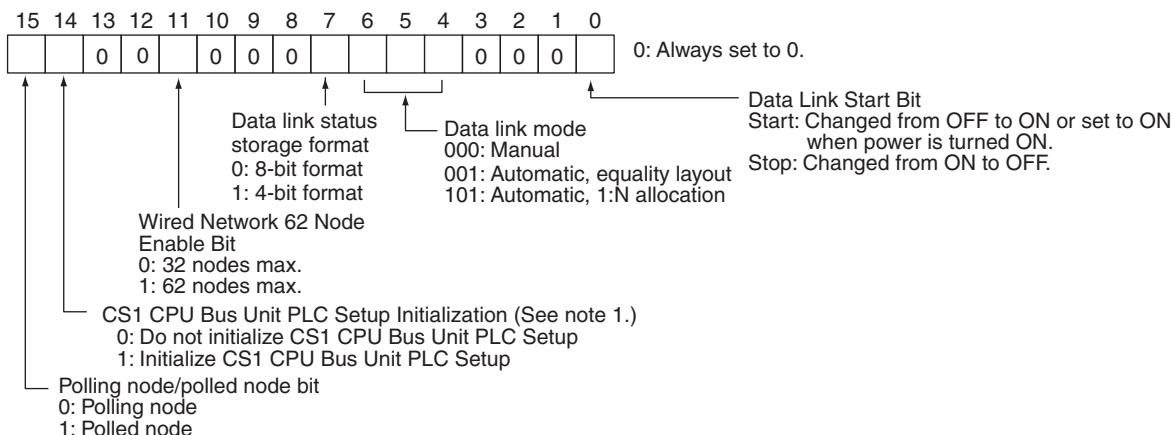 15 14 13 12 11 10 9 8 7 6 5 4 3 2 1 0
0 0 0 0 0 0 0 0
0: Always set to 0.
Data Link Start Bit
Start: Changed from OFF to ON or set to ON
when power is turned ON.
Stop: Changed from ON to OFF.
Data link mode
000: Manual
001: Automatic, equality layout
101: Automatic, 1:N allocation
Data link status
storage format
0: 8-bit format
1: 4-bit format
Wired Network 62 Node
Enable Bit
0: 32 nodes max.
1: 62 nodes max.
CS1 CPU Bus Unit PLC Setup Initialization (See note 1.)
0: Do not initialize CS1 CPU Bus Unit PLC Setup
1: Initialize CS1 CPU Bus Unit PLC Setup
Polling node/polled node bit
0: Polling node
1: Polled node